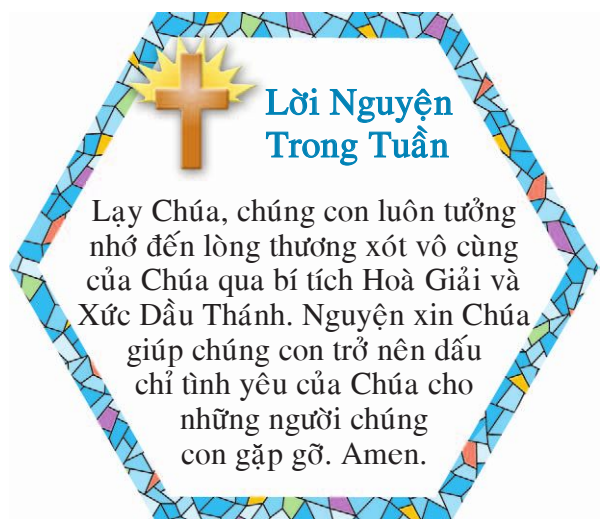 Lời Nguyện
Trong Tuần
Lạy Chúa, chúng con luôn tưởng
nhớ đến lòng thương xót vô cùng
của Chúa qua bí tích Hoà Giải và
Xức Dầu Thánh. Nguyện xin Chúa
giúp chúng con trở nên dấu
chỉ tình yêu của Chúa cho
những người chúng
con gặp gỡ. Amen.